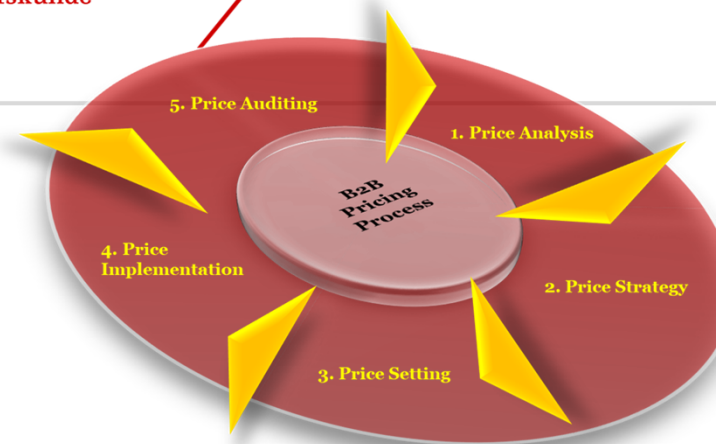 5. Price Auditing
1. Price Analysis
B2B
Pricing
Process
4. Price
Implementation
2. Price Strategy
3. Price Setting